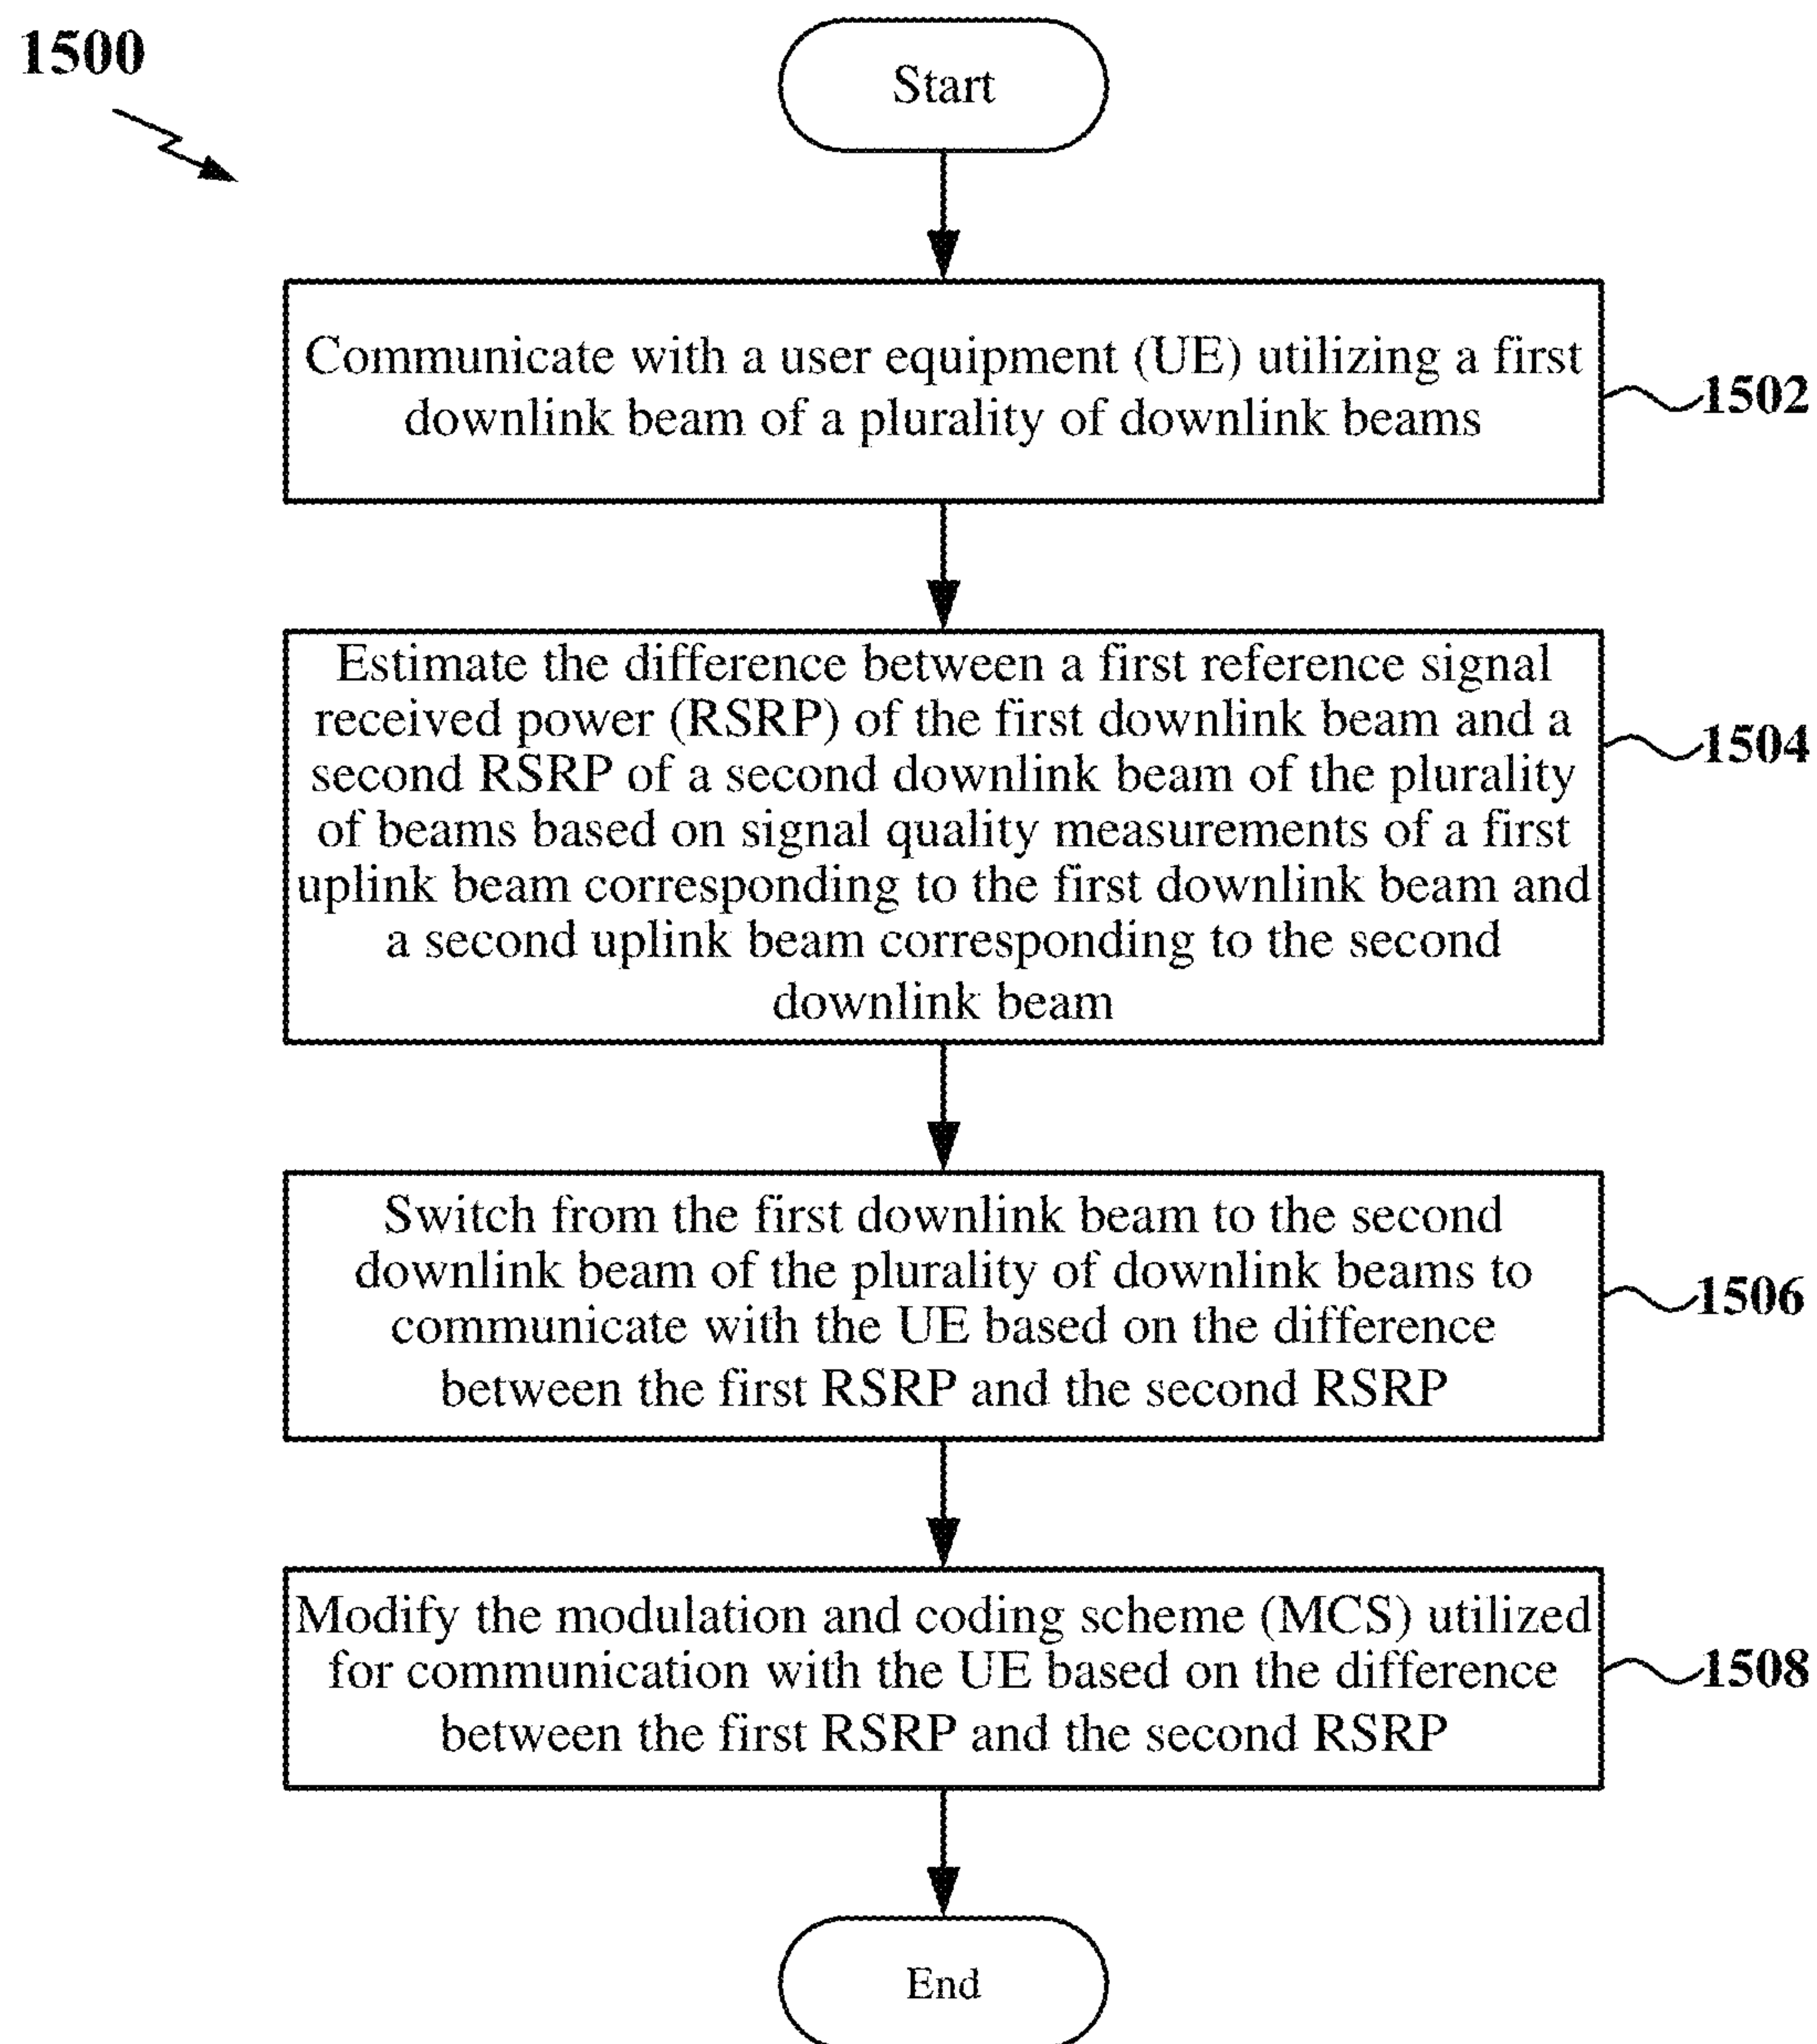 1500
Start
Communicate with a user equipment (UE) utilizing a first
downlink beam of a plurality of downlink beams
1502
Estimate the difference between a first reference signal
received power (RSRP) of the first downlink beam and a
second RSRP of a second downlink beam of the plurality
of beams based on signal quality measurements of a first
uplink beam corresponding to the first downlink beam and
a second uplink beam corresponding to the second
downlink beam
1504
Switch from the first downlink beam to the second
downlink beam of the plurality of downlink beams to
communicate with the UE based on the difference
between the first RSRP and the second RSRP
1506
Modify the modulation and coding scheme (MCS) utilized
for communication with the UE based on the difference
between the first RSRP and the second RSRP
1508
End